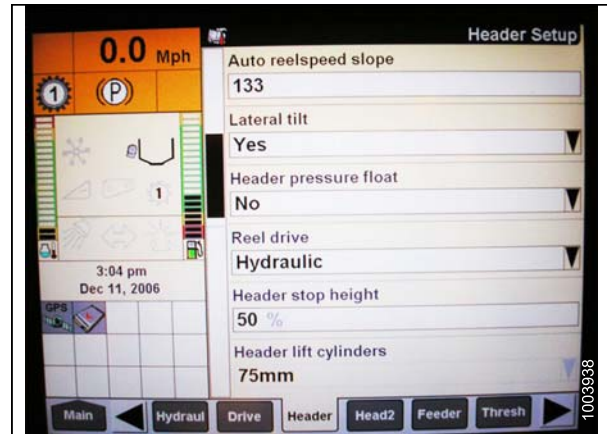 Header Setup
0.0 Mph
1
(P)
1
3:04 pm
Dec 11, 2006
GPS
Auto reelspeed slope
133
Lateral tilt
Yes
Header pressure float
No
Reel drive
Hydraulic
Header stop height
50 %
Header lift cylinders
75mm
Main Hydraul Drive Header Head2 Feeder Thresh
1003938